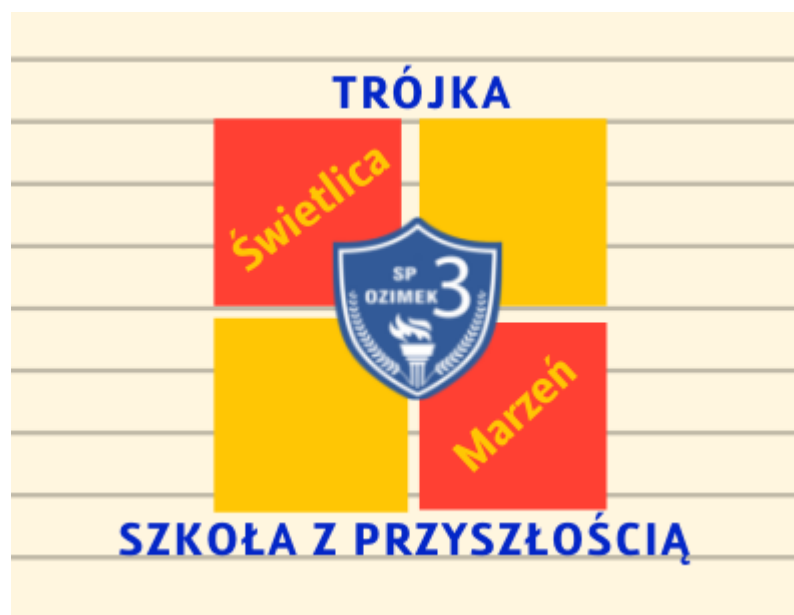 TRÓJKA
Świetlica
SP
OZIMEK 3
Marzeń
SZKOŁA Z PRZYSZŁOŚCIĄ